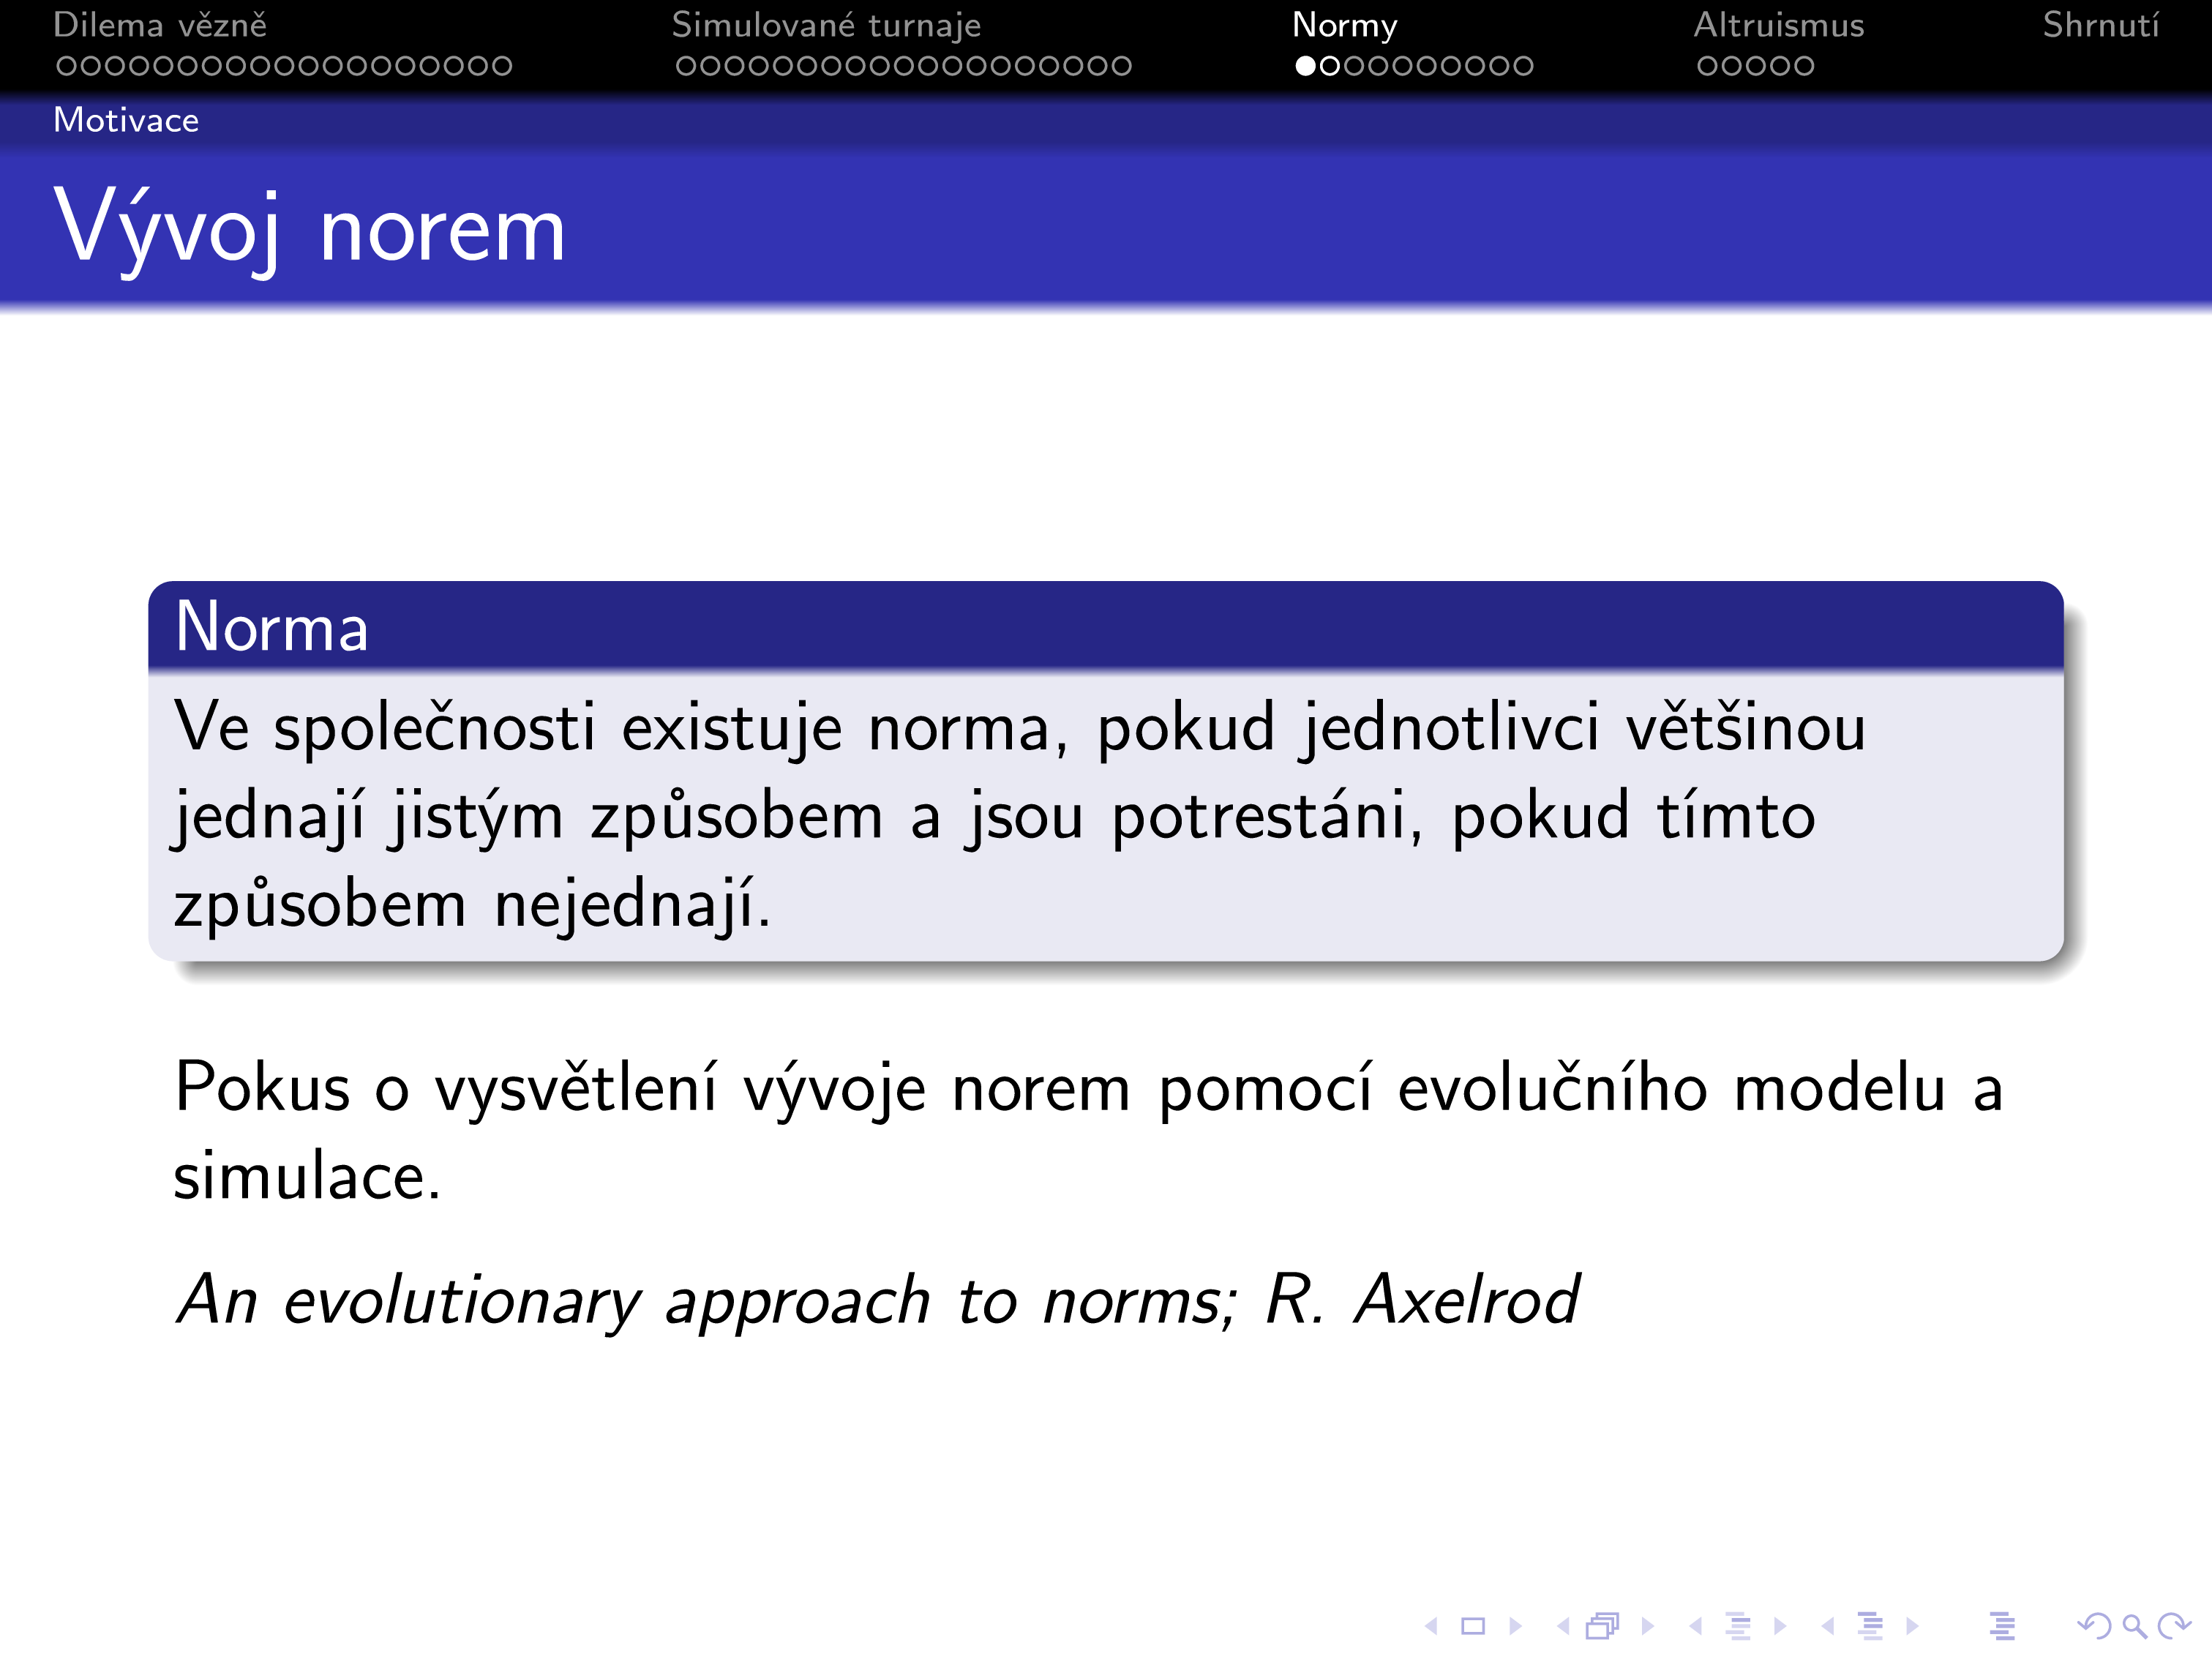 Dilema vězně
Simulované turnaje
Normy
Altruismus
Shrnutí
Motivace
Vývoj norem
Norma
Ve společnosti existuje norma, pokud jednotlivci většinou
jednají jistým způsobem a jsou potrestáni, pokud tímto
způsobem nejednají.
Pokus o vysvětlení vývoje norem pomocí evolučního modelu a
simulace.
An evolutionary approach to norms; R. Axelrod